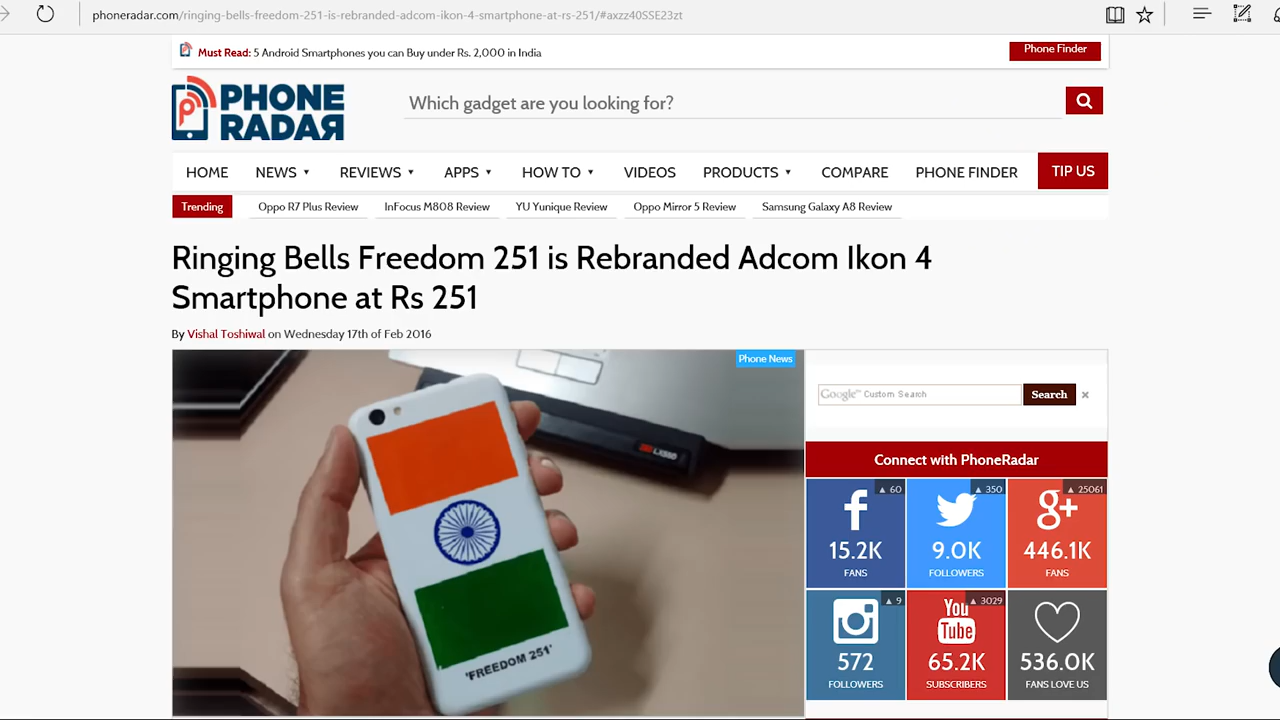 phoneradar.com/ringing-bells-freedom-251-is-rebranded-adcom-ikon-4-smartphone-at-rs-251/#axzz40SSE23zt
Must Read: 5 Android Smartphones you can Buy under Rs. 2,000 in India
Phone Finder
PHONE
RADAR
Which gadget are you looking for?
HOME NEWS REVIEWS APPS HOW TO VIDEOS PRODUCTS COMPARE PHONE FINDER TIP US
Trending Oppo R7 Plus Review InFocus M808 Review YU Yunique Review Oppo Mirror 5 Review Samsung Galaxy A8 Review
Ringing Bells Freedom 251 is Rebranded Adcom Ikon 4
Smartphone at Rs 251
By Vishal Toshiwal on Wednesday 17th of Feb 2016
Phone News
'FREEDOM 251'
Google™ Custom Search Search ×
Connect with PhoneRadar
▲ 60 ▲ 350 ▲ 25061
f g+
15.2K 9.0K 446.1K
FANS FOLLOWERS FANS
▲ 9 ▲ 3029
You
Tube
572 65.2K 536.0K
FOLLOWERS SUBSCRIBERS FANS LOVE US